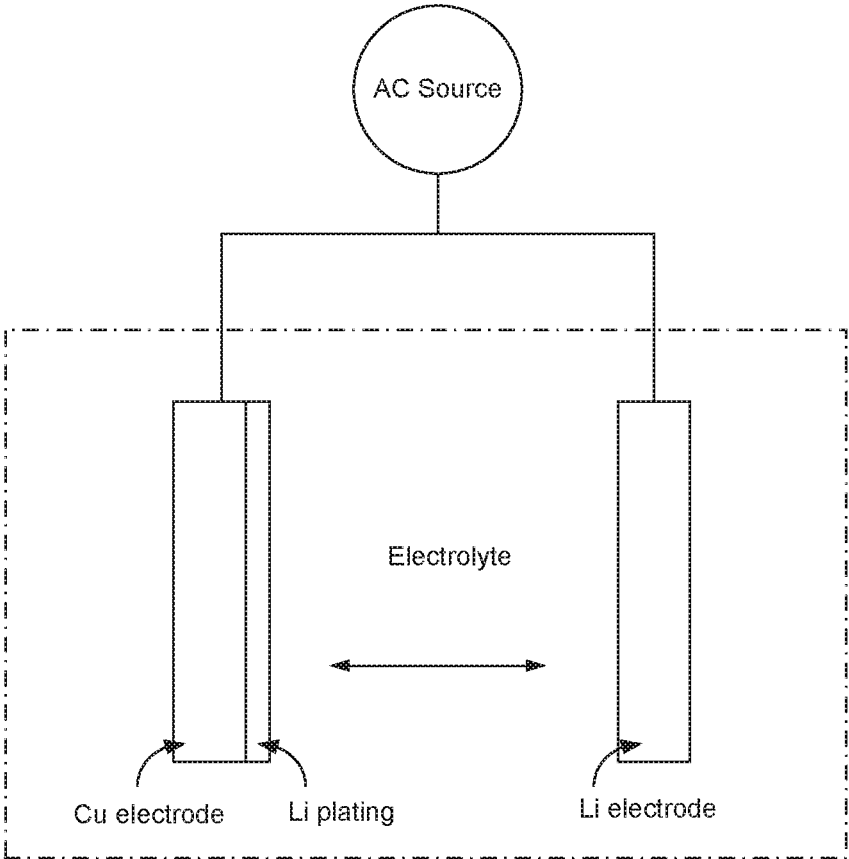 AC Source
Electrolyte
Cu electrode
Li plating
Li electrode